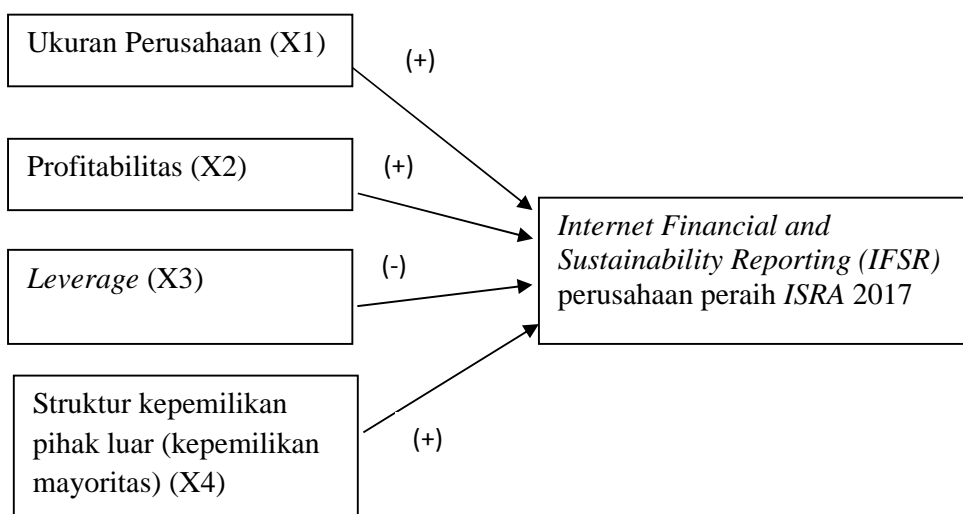 Ukuran Perusahaan (X1)
(+)
Profitabilitas (X2)
(+)
Leverage (X3)
(-)
Struktur kepemilikan
pihak luar (kepemilikan
mayoritas) (X4)
(+)
Internet Financial and
Sustainability Reporting (IFSR)
perusahaan peraih ISRA 2017